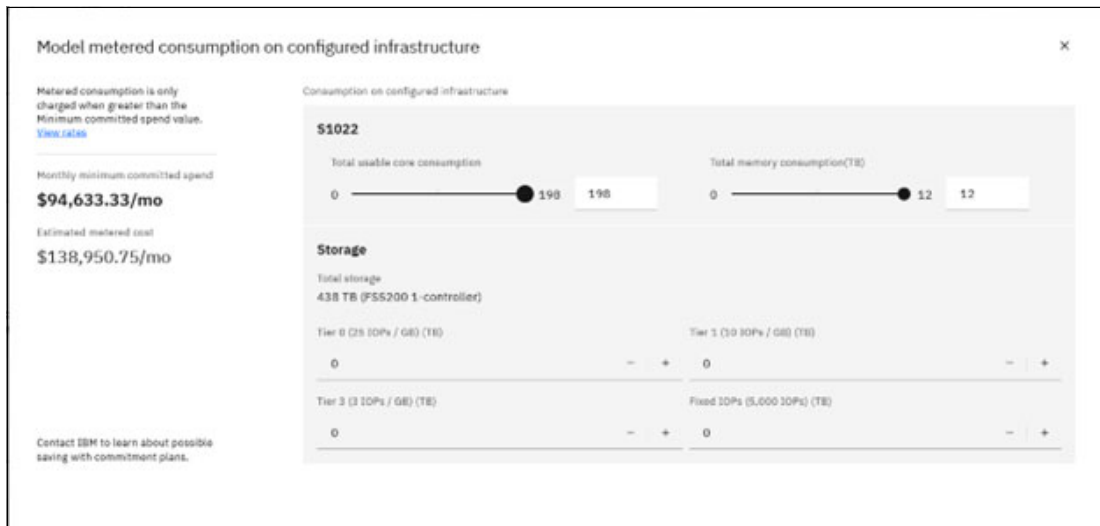 Model metered consumption on configured infrastructure
×
Metered consumption is only
charged when greater than the
Minimum committed spend value.
View rates
Monthly minimum committed spend
$94,633.33/mo
Estimated metered cost
$138,950.75/mo
Contact IBM to learn about possible
saving with commitment plans.
Consumption on configured infrastructure
S1022
Total usable core consumption
0 198 198
Total memory consumption(TB)
0 12 12
Storage
Total storage
438 TB (FS5200 1-controller)
Tier 0 (25 IOPs / GB) (TB)
0 − +
Tier 1 (10 IOPs / GB) (TB)
0 − +
Tier 3 (3 IOPs / GB) (TB)
0 − +
Fixed IOPs (5,000 IOPs) (TB)
0 − +